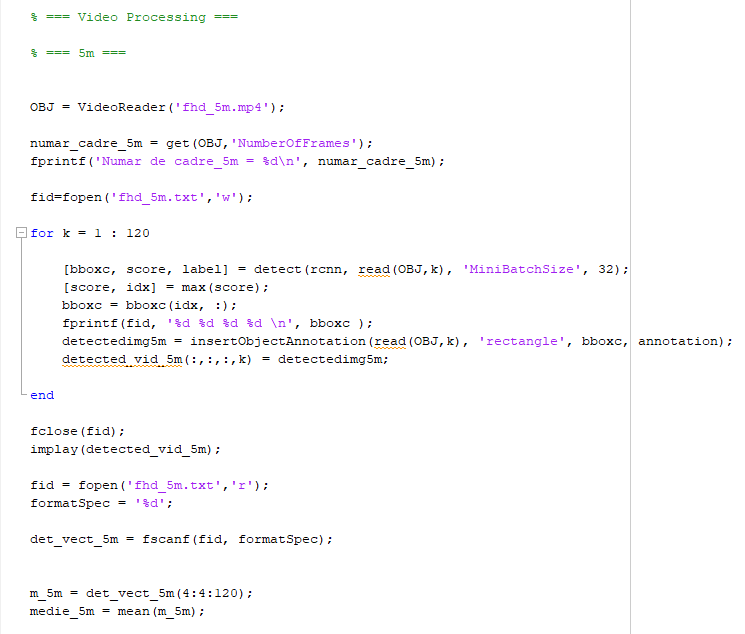 % === Video Processing ===
% === 5m ===
OBJ = VideoReader('fhd_5m.mp4');
numar_cadre_5m = get(OBJ,'NumberOfFrames');
fprintf('Numar de cadre_5m = %d\n', numar_cadre_5m);
fid=fopen('fhd_5m.txt','w');
for k = 1 : 120
[bboxc, score, label] = detect(rcnn, read(OBJ,k), 'MiniBatchSize', 32);
[score, idx] = max(score);
bboxc = bboxc(idx, :);
fprintf(fid, '%d %d %d %d \n', bboxc );
detectedimg5m = insertObjectAnnotation(read(OBJ,k), 'rectangle', bboxc, annotation);
detected_vid_5m(:,:,:,k) = detectedimg5m;
end
fclose(fid);
implay(detected_vid_5m);
fid = fopen('fhd_5m.txt','r');
formatSpec = '%d';
det_vect_5m = fscanf(fid, formatSpec);
m_5m = det_vect_5m(4:4:120);
medie_5m = mean(m_5m);